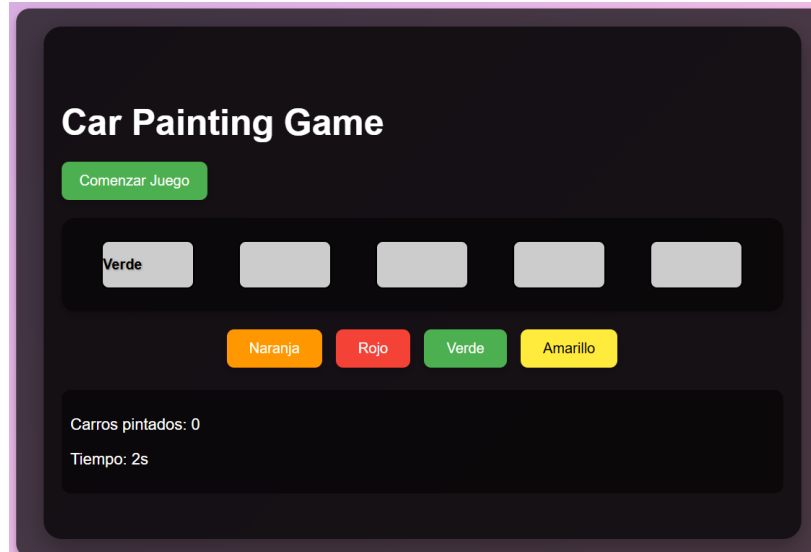 Car Painting Game
Comenzar Juego
Verde
Naranja Rojo Verde Amarillo
Carros pintados: 0
Tiempo: 2s